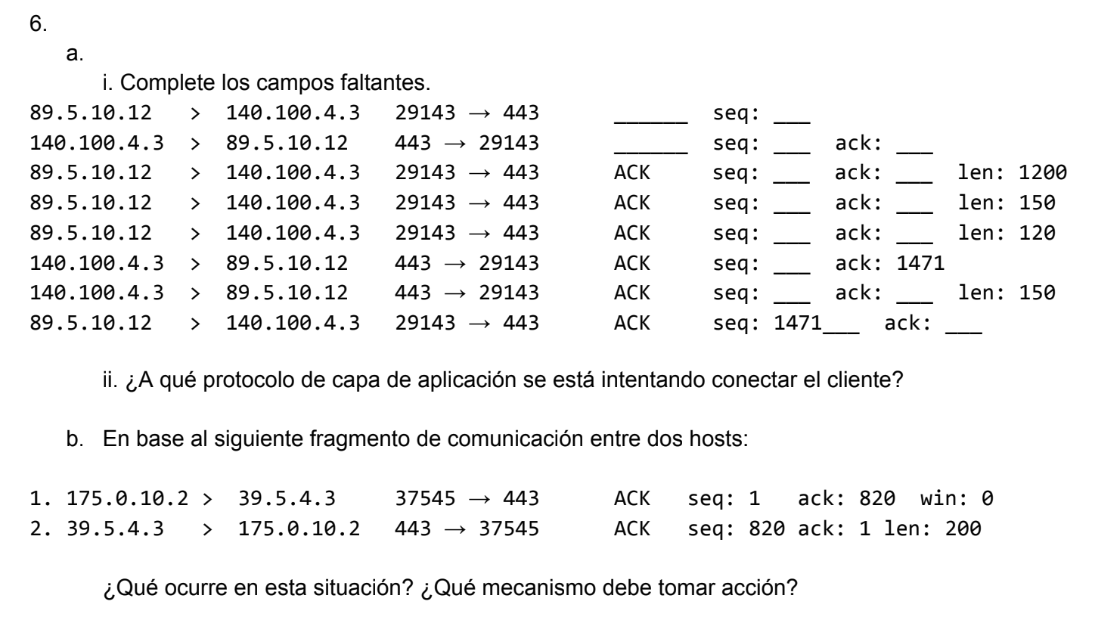 6.
a.
i. Complete los campos faltantes.
89.5.10.12 > 140.100.4.3 29143 → 443 ______ seq: ___
140.100.4.3 > 89.5.10.12 443 → 29143 ______ seq: ___ ack: ___
89.5.10.12 > 140.100.4.3 29143 → 443 ACK seq: ___ ack: ___ len: 1200
89.5.10.12 > 140.100.4.3 29143 → 443 ACK seq: ___ ack: ___ len: 150
89.5.10.12 > 140.100.4.3 29143 → 443 ACK seq: ___ ack: ___ len: 120
140.100.4.3 > 89.5.10.12 443 → 29143 ACK seq: ___ ack: 1471
140.100.4.3 > 89.5.10.12 443 → 29143 ACK seq: ___ ack: ___ len: 150
89.5.10.12 > 140.100.4.3 29143 → 443 ACK seq: 1471___ ack: ___
ii. ¿A qué protocolo de capa de aplicación se está intentando conectar el cliente?
b. En base al siguiente fragmento de comunicación entre dos hosts:
1. 175.0.10.2 > 39.5.4.3 37545 → 443 ACK seq: 1 ack: 820 win: 0
2. 39.5.4.3 > 175.0.10.2 443 → 37545 ACK seq: 820 ack: 1 len: 200
¿Qué ocurre en esta situación? ¿Qué mecanismo debe tomar acción?